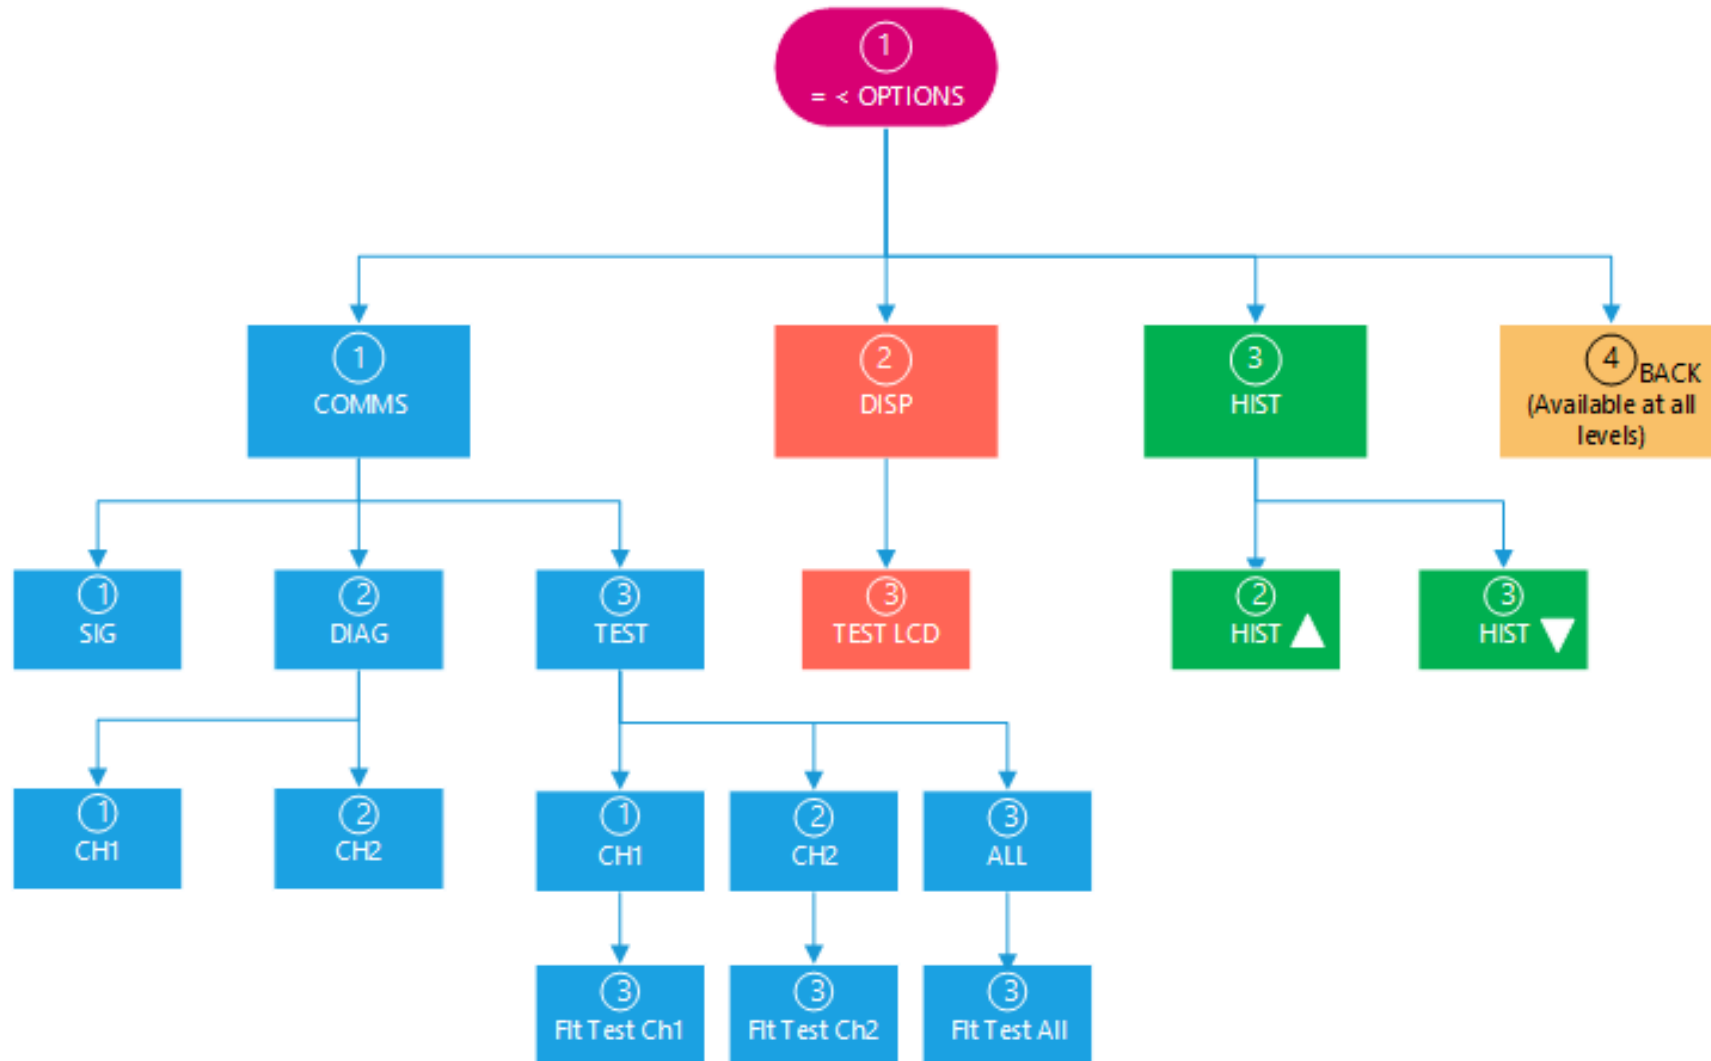 1
= < OPTIONS
1
COMMS
2
DISP
3
HIST
4 BACK
(Available at all
levels)
1
SIG
2
DIAG
3
TEST
3
TEST LCD
2
HIST ▲
3
HIST ▼
1
CH1
2
CH2
1
CH1
2
CH2
3
ALL
3
Flt Test Ch1
3
Flt Test Ch2
3
Flt Test All